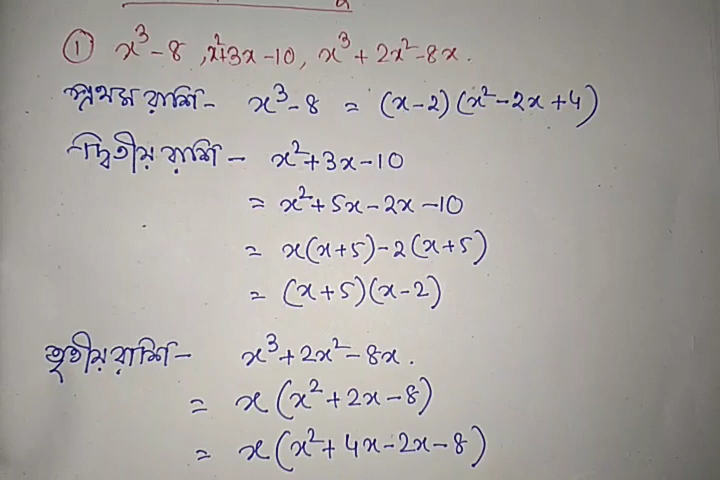 ① x³ - 8, x²+3x - 10, x³ + 2x² - 8x.
প্রথম রাশি - x³ - 8 = (x-2) (x² - 2x + 4)
দ্বিতীয় রাশি - x² + 3x - 10
= x² + 5x - 2x - 10
= x(x+5) - 2(x+5)
= (x+5)(x-2)
তৃতীয় রাশি - x³ + 2x² - 8x.
= x(x² + 2x - 8)
= x(x² + 4x - 2x - 8)